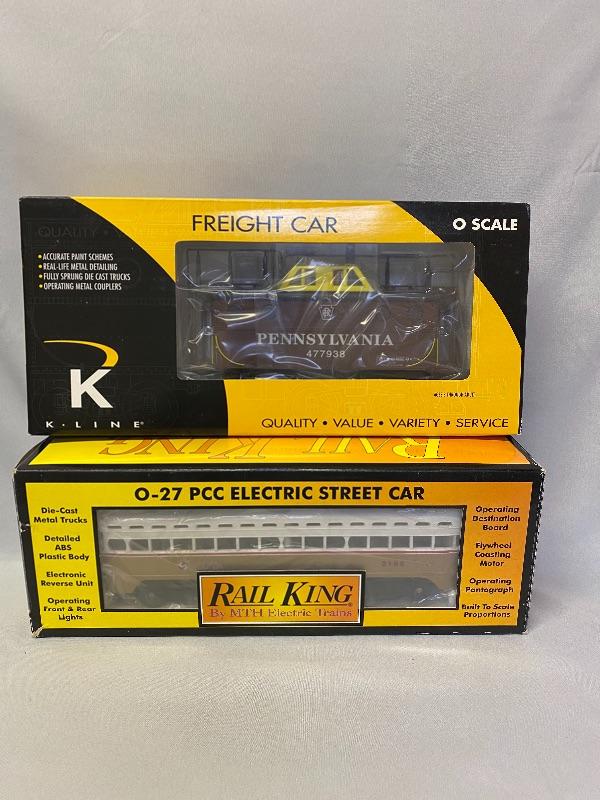 QUALITY
FREIGHT CAR
O SCALE
• ACCURATE PAINT SCHEMES
• REAL-LIFE METAL DETAILING
• FULLY SPRUNG DIE CAST TRUCKS
• OPERATING METAL COUPLERS
PENNSYLVANIA
477938
K
K·LINE®
QUALITY • VALUE • VARIETY • SERVICE
RAIL KING
O-27 PCC ELECTRIC STREET CAR
Die-Cast
Metal Trucks
Detailed
ABS
Plastic Body
Electronic
Reverse Unit
Operating
Front & Rear
Lights
RAIL KING
By MTH Electric Trains
Operating
Destination
Board
Flywheel
Coasting
Motor
Operating
Pantograph
Built To Scale
Proportions